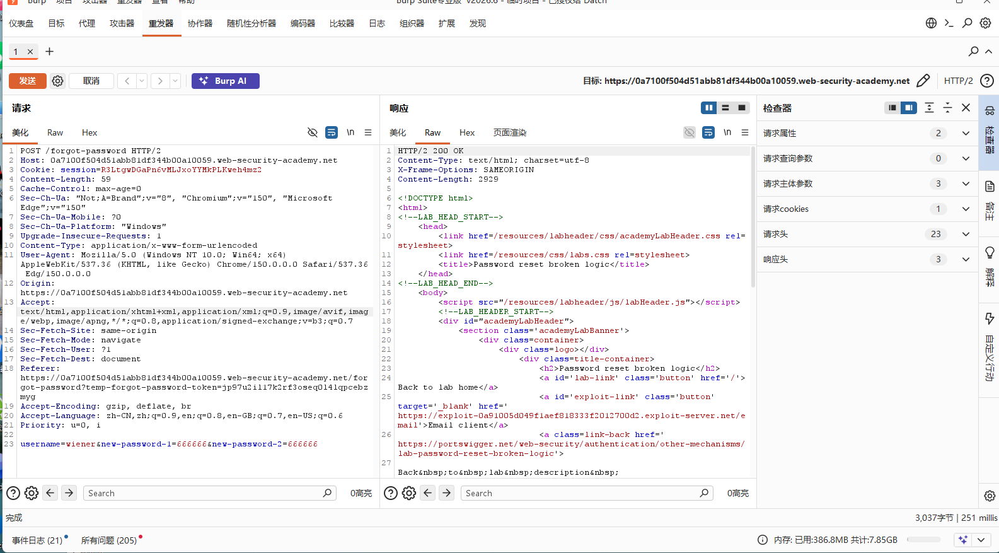 Burp 项目 攻击器 重发器 查看 帮助 Burp Suite专业版 v2026.6 - 临时项目 - 已授权给 Datch
仪表盘 目标 代理 攻击器 重发器 协作器 随机性分析器 编码器 比较器 日志 组织器 扩展 发现
1 × +
发送 取消 < > Burp AI 目标: https://0a7100f504d51abb81df344b00a10059.web-security-academy.net HTTP/2
请求
美化 Raw Hex \n
1 POST /forgot-password HTTP/2
2 Host: 0a7100f504d51abb81df344b00a10059.web-security-academy.net
3 Cookie: session=R3LtgwDGaPn6vMLJxoYYMkPLKweh4mz2
4 Content-Length: 59
5 Cache-Control: max-age=0
6 Sec-Ch-Ua: "Not;A=Brand";v="8", "Chromium";v="150", "Microsoft
Edge";v="150"
7 Sec-Ch-Ua-Mobile: ?0
8 Sec-Ch-Ua-Platform: "Windows"
9 Upgrade-Insecure-Requests: 1
10 Content-Type: application/x-www-form-urlencoded
11 User-Agent: Mozilla/5.0 (Windows NT 10.0; Win64; x64)
AppleWebKit/537.36 (KHTML, like Gecko) Chrome/150.0.0.0 Safari/537.36
Edg/150.0.0.0
12 Origin:
https://0a7100f504d51abb81df344b00a10059.web-security-academy.net
13 Accept:
text/html,application/xhtml+xml,application/xml;q=0.9,image/avif,imag
e/webp,image/apng,*/*;q=0.8,application/signed-exchange;v=b3;q=0.7
14 Sec-Fetch-Site: same-origin
15 Sec-Fetch-Mode: navigate
16 Sec-Fetch-User: ?1
17 Sec-Fetch-Dest: document
18 Referer:
https://0a7100f504d51abb81df344b00a10059.web-security-academy.net/for
got-password?temp-forgot-password-token=jp97u2il17k2rf3oseq0l4lqpcebz
myg
19 Accept-Encoding: gzip, deflate, br
20 Accept-Language: zh-CN,zh;q=0.9,en;q=0.8,en-GB;q=0.7,en-US;q=0.6
21 Priority: u=0, i
22
23 username=wiener&new-password-1=666666&new-password-2=666666
Search 0高亮
响应
美化 Raw Hex 页面渲染 \n
1 HTTP/2 200 OK
2 Content-Type: text/html; charset=utf-8
3 X-Frame-Options: SAMEORIGIN
4 Content-Length: 2929
5
6 <!DOCTYPE html>
7 <html>
8 <!--LAB_HEAD_START-->
9 <head>
10 <link href=/resources/labheader/css/academyLabHeader.css rel=
stylesheet>
11 <link href=/resources/css/labs.css rel=stylesheet>
12 <title>Password reset broken logic</title>
13 </head>
14 <!--LAB_HEAD_END-->
15 <body>
16 <script src="/resources/labheader/js/labHeader.js"></script>
17 <!--LAB_HEADER_START-->
18 <div id="academyLabHeader">
19 <section class='academyLabBanner'>
20 <div class=container>
21 <div class=logo></div>
22 <div class=title-container>
23 <h2>Password reset broken logic</h2>
24 <a id='lab-link' class='button' href='/'>
Back to lab home</a>
25 <a id='exploit-link' class='button'
target='_blank' href='
https://exploit-0a91005d049f1aef818333f2012700d2.exploit-server.net/e
mail'>Email client</a>
26 <a class=link-back href='
https://portswigger.net/web-security/authentication/other-mechanisms/
lab-password-reset-broken-logic'>
27
Back&nbsp;to&nbsp;lab&nbsp;description&nbsp;
Search 0高亮
检查器
请求属性 2
请求查询参数 0
请求主体参数 3
请求cookies 1
请求头 23
响应头 3
检查器
备注
解释
自定义行动
完成 3,037字节 | 251 millis
事件日志 (21) 所有问题 (205) 内存: 已用:386.8MB 共计:7.85GB